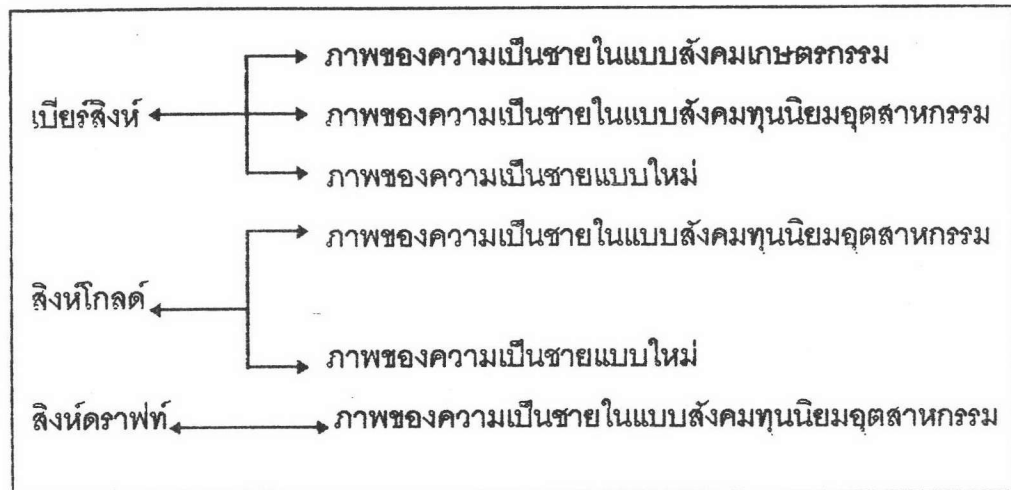 ภาพของความเป็นชายในแบบสังคมเกษตรกรรม
เบียร์สิงห์
ภาพของความเป็นชายในแบบสังคมทุนนิยมอุตสาหกรรม
ภาพของความเป็นชายแบบใหม่
ภาพของความเป็นชายในแบบสังคมทุนนิยมอุตสาหกรรม
สิงห์โกลด์
ภาพของความเป็นชายแบบใหม่
สิงห์ดราฟท์
ภาพของความเป็นชายในแบบสังคมทุนนิยมอุตสาหกรรม